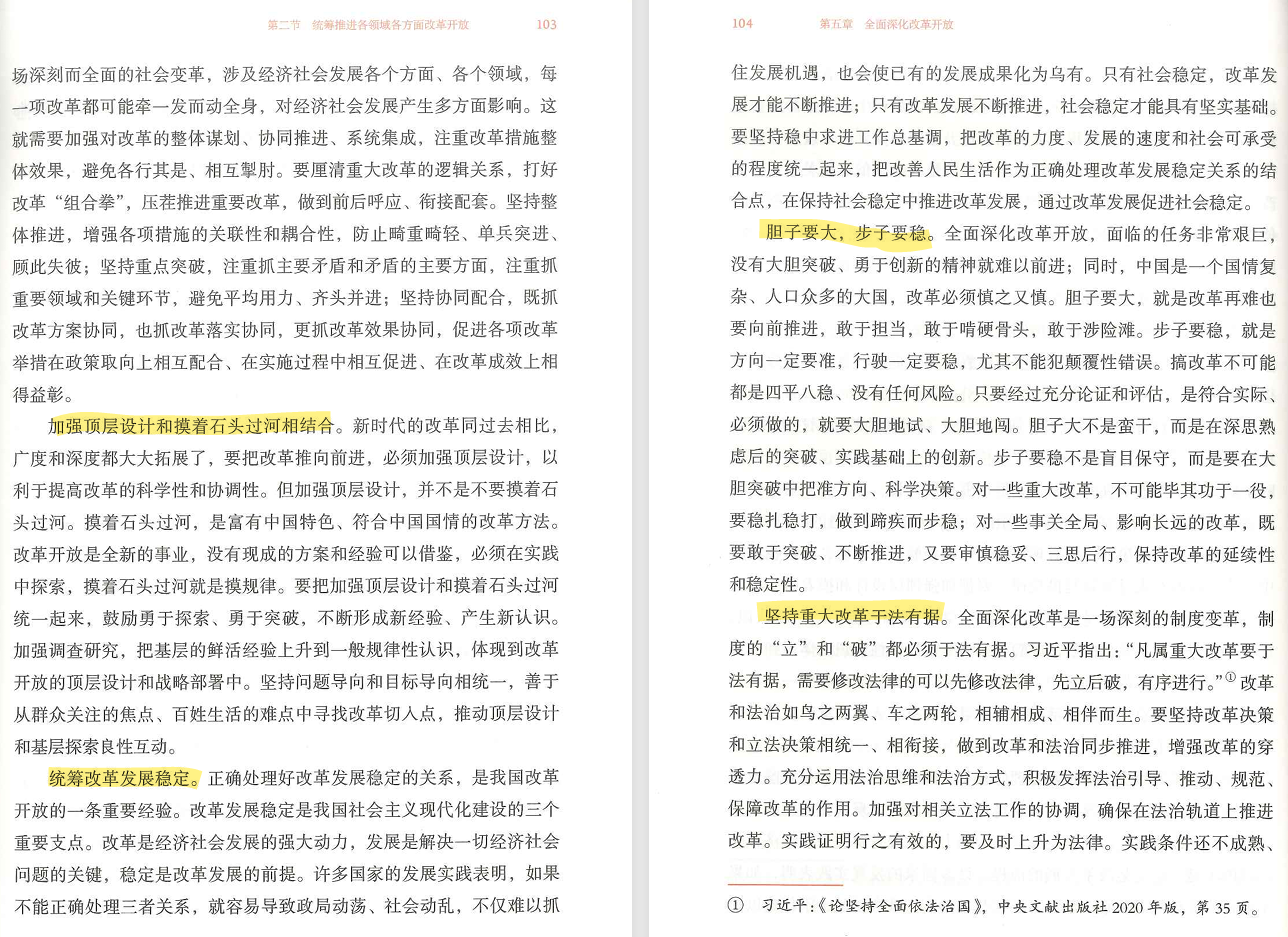 第二节 统筹推进各领域各方面改革开放 103
场深刻而全面的社会变革，涉及经济社会发展各个方面、各个领域，每
一项改革都可能牵一发而动全身，对经济社会发展产生多方面影响。这
就需要加强对改革的整体谋划、协同推进、系统集成，注重改革措施整
体效果，避免各行其是、相互掣肘。要厘清重大改革的逻辑关系，打好
改革“组合拳”，压茬推进重要改革，做到前后呼应、衔接配套。坚持整
体推进，增强各项措施的关联性和耦合性，防止畸重畸轻、单兵突进、
顾此失彼；坚持重点突破，注重抓主要矛盾和矛盾的主要方面，注重抓
重要领域和关键环节，避免平均用力、齐头并进；坚持协同配合，既抓
改革方案协同，也抓改革落实协同，更抓改革效果协同，促进各项改革
举措在政策取向上相互配合、在实施过程中相互促进、在改革成效上相
得益彰。
加强顶层设计和摸着石头过河相结合。新时代的改革同过去相比，
广度和深度都大大拓展了，要把改革推向前进，必须加强顶层设计，以
利于提高改革的科学性和协调性。但加强顶层设计，并不是不要摸着石
头过河。摸着石头过河，是富有中国特色、符合中国国情的改革方法。
改革开放是全新的事业，没有现成的方案和经验可以借鉴，必须在实践
中探索，摸着石头过河就是摸规律。要把加强顶层设计和摸着石头过河
统一起来，鼓励勇于探索、勇于突破，不断形成新经验、产生新认识。
加强调查研究，把基层的鲜活经验上升到一般规律性认识，体现到改革
开放的顶层设计和战略部署中。坚持问题导向和目标导向相统一，善于
从群众关注的焦点、百姓生活的难点中寻找改革切入点，推动顶层设计
和基层探索良性互动。
统筹改革发展稳定。正确处理好改革发展稳定的关系，是我国改革
开放的一条重要经验。改革发展稳定是我国社会主义现代化建设的三个
重要支点。改革是经济社会发展的强大动力，发展是解决一切经济社会
问题的关键，稳定是改革发展的前提。许多国家的发展实践表明，如果
不能正确处理三者关系，就容易导致政局动荡、社会动乱，不仅难以抓
104 第五章 全面深化改革开放
住发展机遇，也会使已有的发展成果化为乌有。只有社会稳定，改革发
展才能不断推进；只有改革发展不断推进，社会稳定才能具有坚实基础。
要坚持稳中求进工作总基调，把改革的力度、发展的速度和社会可承受
的程度统一起来，把改善人民生活作为正确处理改革发展稳定关系的结
合点，在保持社会稳定中推进改革发展，通过改革发展促进社会稳定。
胆子要大，步子要稳。全面深化改革开放，面临的任务非常艰巨，
没有大胆突破、勇于创新的精神就难以前进；同时，中国是一个国情复
杂、人口众多的大国，改革必须慎之又慎。胆子要大，就是改革再难也
要向前推进，敢于担当，敢于啃硬骨头，敢于涉险滩。步子要稳，就是
方向一定要准，行驶一定要稳，尤其不能犯颠覆性错误。搞改革不可能
都是四平八稳、没有任何风险。只要经过充分论证和评估，是符合实际、
必须做的，就要大胆地试、大胆地闯。胆子大不是蛮干，而是在深思熟
虑后的突破、实践基础上的创新。步子要稳不是盲目保守，而是要在大
胆突破中把准方向、科学决策。对一些重大改革，不可能毕其功于一役，
要稳扎稳打，做到蹄疾而步稳；对一些事关全局、影响长远的改革，既
要敢于突破、不断推进，又要审慎稳妥、三思后行，保持改革的延续性
和稳定性。
坚持重大改革于法有据。全面深化改革是一场深刻的制度变革，制
度的“立”和“破”都必须于法有据。习近平指出：“凡属重大改革要于
法有据，需要修改法律的可以先修改法律，先立后破，有序进行。”①改革
和法治如鸟之两翼、车之两轮，相辅相成、相伴而生。要坚持改革决策
和立法决策相统一、相衔接，做到改革和法治同步推进，增强改革的穿
透力。充分运用法治思维和法治方式，积极发挥法治引导、推动、规范、
保障改革的作用。加强对相关立法工作的协调，确保在法治轨道上推进
改革。实践证明行之有效的，要及时上升为法律。实践条件还不成熟、
① 习近平：《论坚持全面依法治国》，中央文献出版社2020年版，第35页。